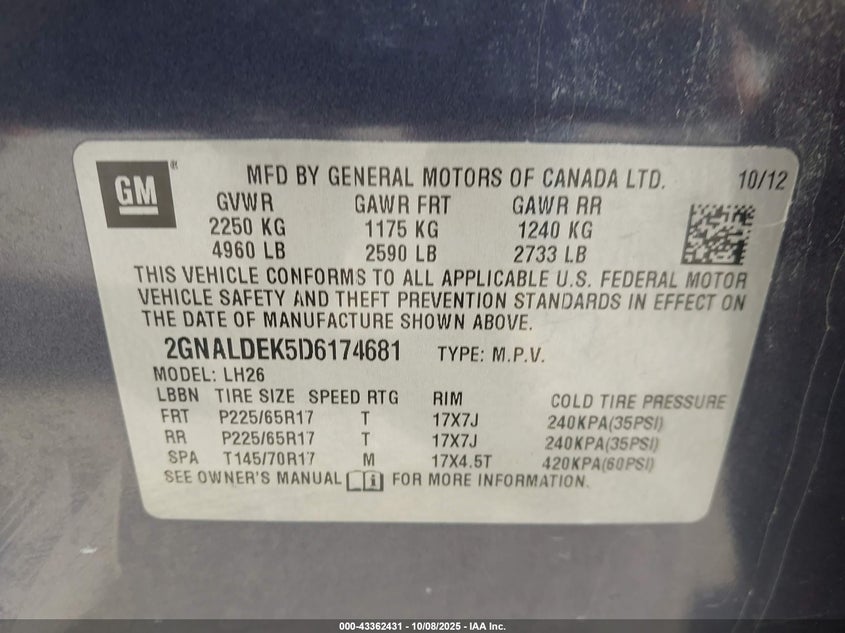 GM ® MFD BY GENERAL MOTORS OF CANADA LTD. 10/12
GVWR GAWR FRT GAWR RR
2250 KG 1175 KG 1240 KG
4960 LB 2590 LB 2733 LB
THIS VEHICLE CONFORMS TO ALL APPLICABLE U.S. FEDERAL MOTOR
VEHICLE SAFETY AND THEFT PREVENTION STANDARDS IN EFFECT ON
THE DATE OF MANUFACTURE SHOWN ABOVE.
2GNALDEK5D6174681 TYPE: M.P.V.
MODEL: LH26
LBBN TIRE SIZE SPEED RTG RIM COLD TIRE PRESSURE
FRT P225/65R17 T 17X7J 240KPA(35PSI)
RR P225/65R17 T 17X7J 240KPA(35PSI)
SPA T145/70R17 M 17X4.5T 420KPA(60PSI)
SEE OWNER'S MANUAL FOR MORE INFORMATION.
000-43362431 - 10/08/2025 - IAA Inc.